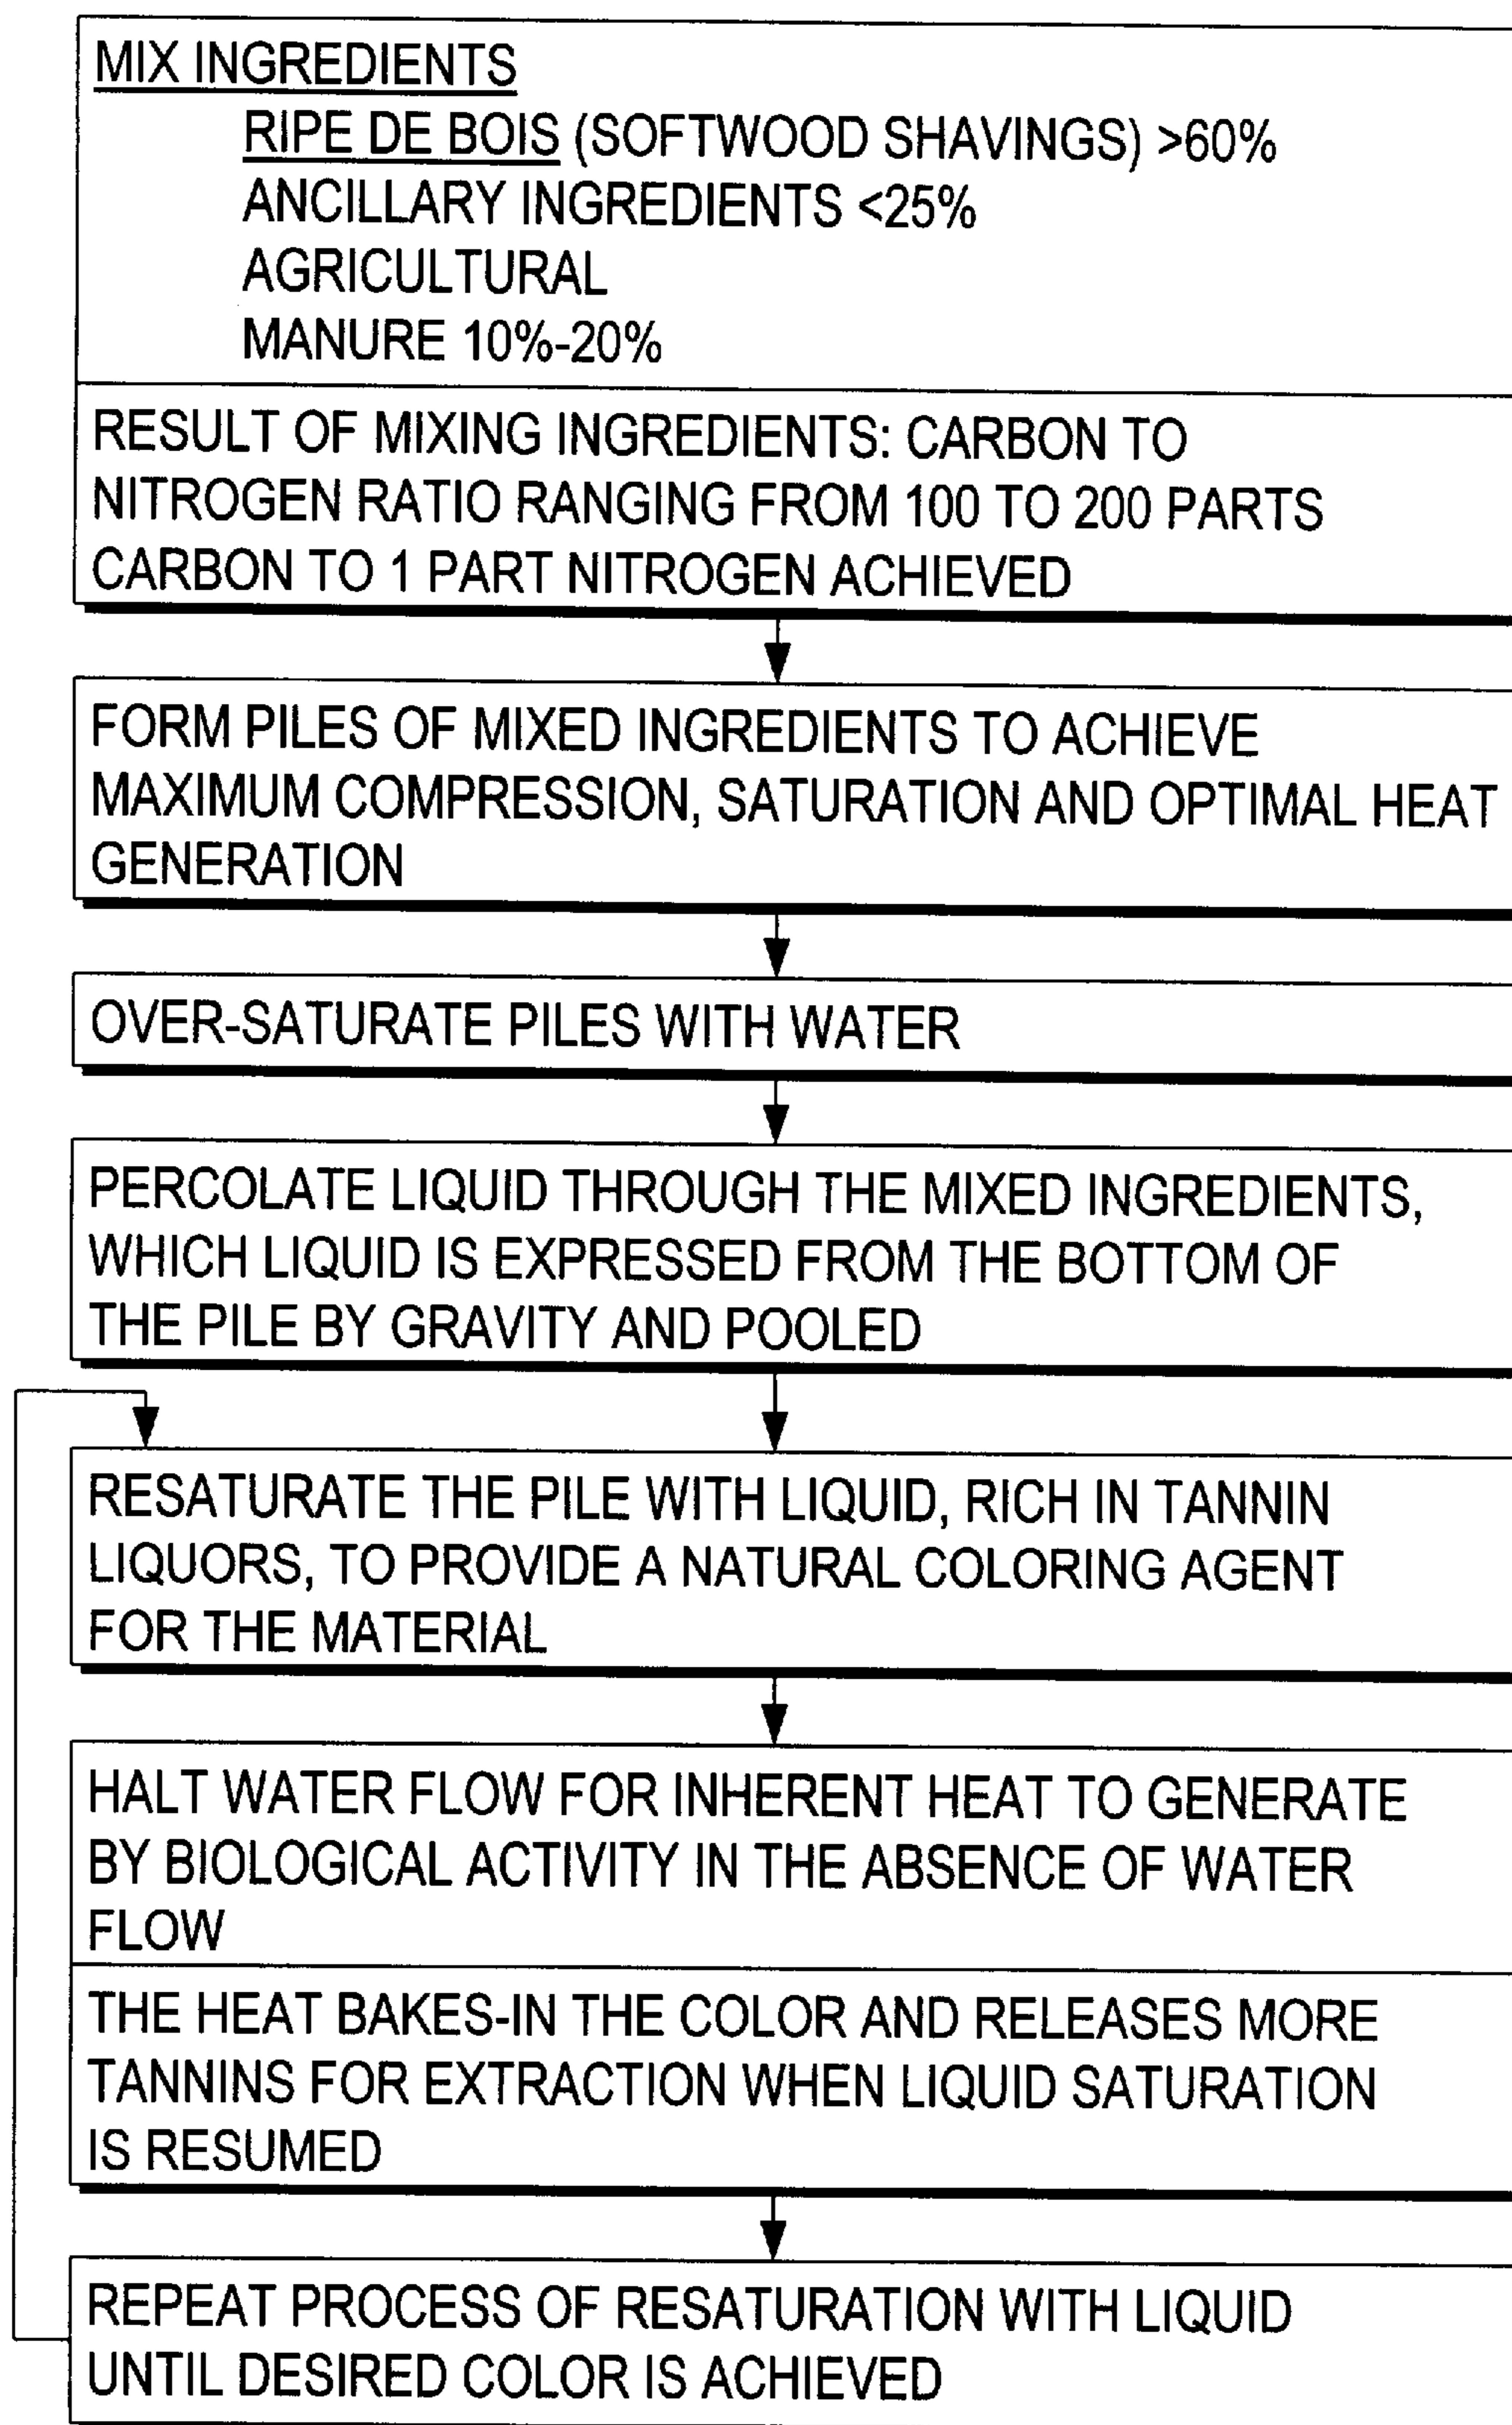 MIX INGREDIENTS
RIPE DE BOIS (SOFTWOOD SHAVINGS) >60%
ANCILLARY INGREDIENTS <25%
AGRICULTURAL
MANURE 10%-20%
RESULT OF MIXING INGREDIENTS: CARBON TO
NITROGEN RATIO RANGING FROM 100 TO 200 PARTS
CARBON TO 1 PART NITROGEN ACHIEVED
FORM PILES OF MIXED INGREDIENTS TO ACHIEVE
MAXIMUM COMPRESSION, SATURATION AND OPTIMAL HEAT
GENERATION
OVER-SATURATE PILES WITH WATER
PERCOLATE LIQUID THROUGH THE MIXED INGREDIENTS,
WHICH LIQUID IS EXPRESSED FROM THE BOTTOM OF
THE PILE BY GRAVITY AND POOLED
RESATURATE THE PILE WITH LIQUID, RICH IN TANNIN
LIQUORS, TO PROVIDE A NATURAL COLORING AGENT
FOR THE MATERIAL
HALT WATER FLOW FOR INHERENT HEAT TO GENERATE
BY BIOLOGICAL ACTIVITY IN THE ABSENCE OF WATER
FLOW
THE HEAT BAKES-IN THE COLOR AND RELEASES MORE
TANNINS FOR EXTRACTION WHEN LIQUID SATURATION
IS RESUMED
REPEAT PROCESS OF RESATURATION WITH LIQUID
UNTIL DESIRED COLOR IS ACHIEVED